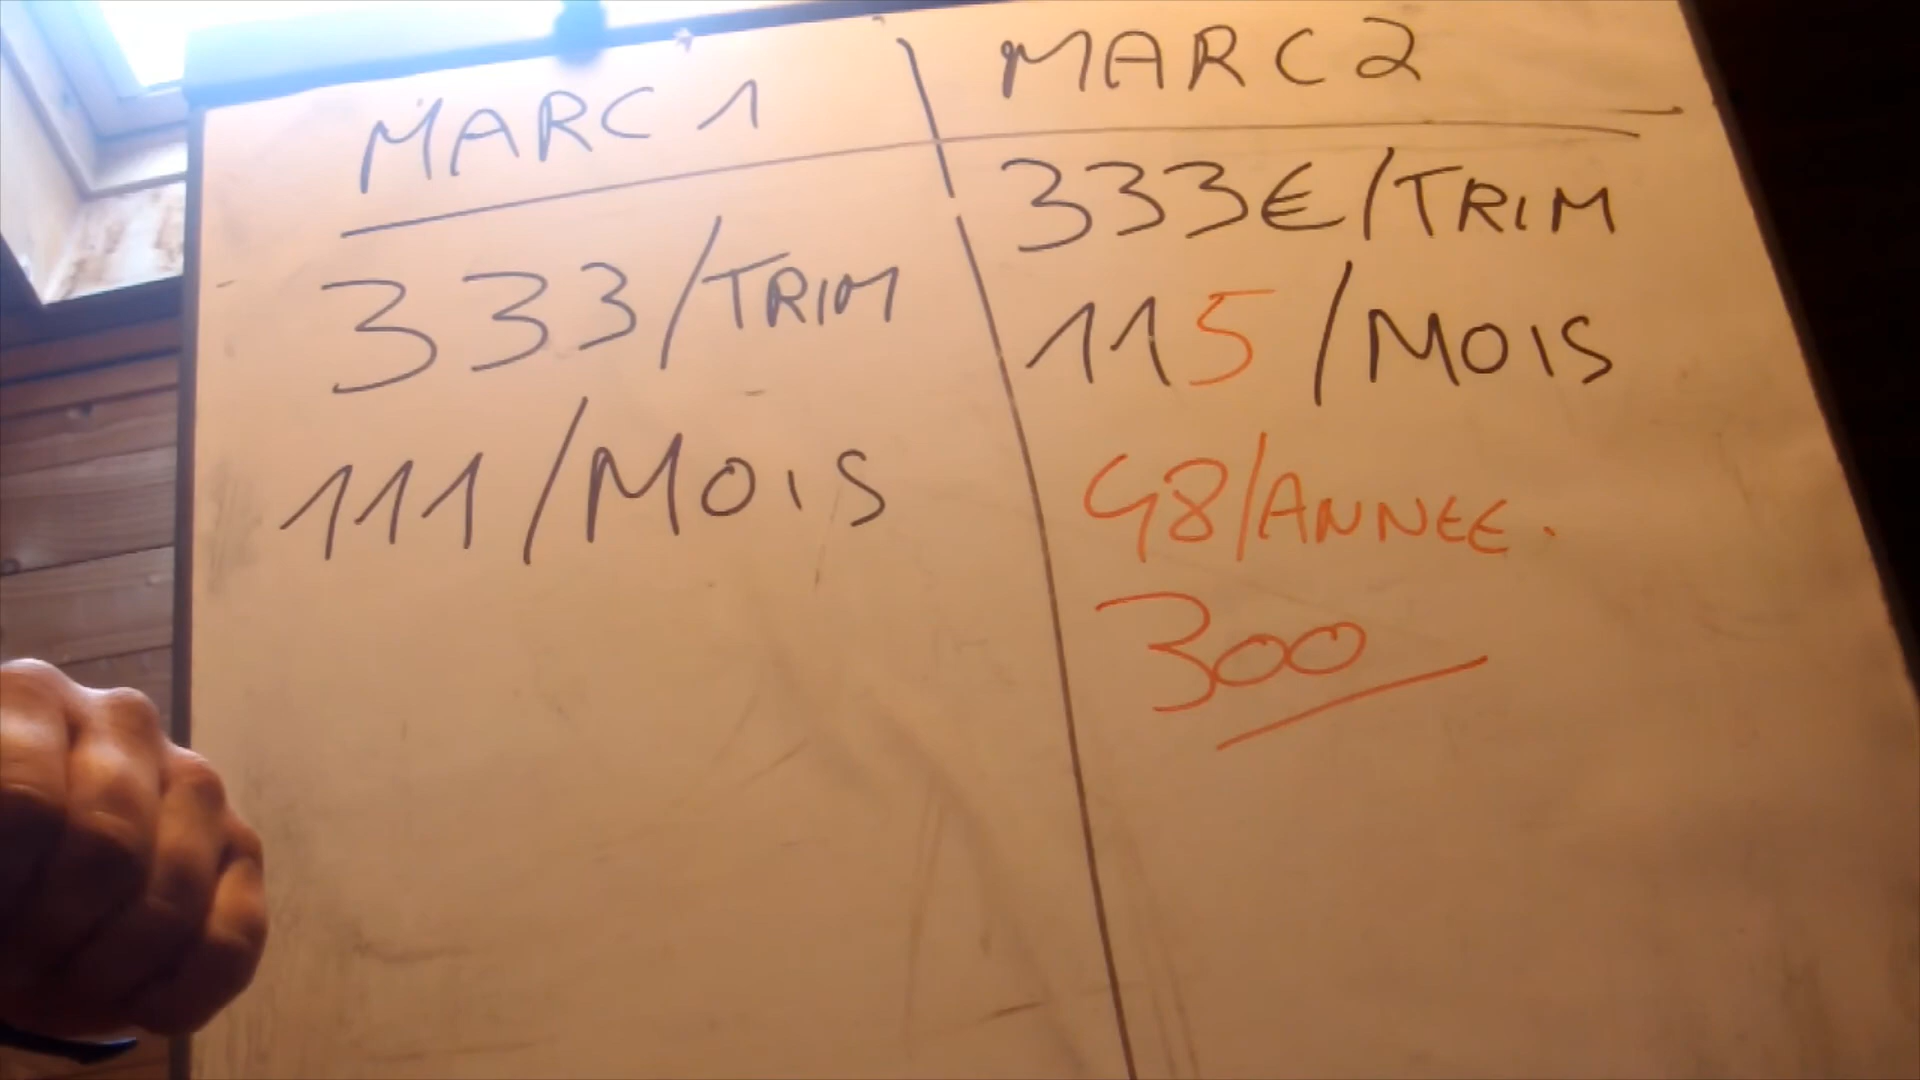 MARC 1
333/TRIM
111/MOIS
MARC 2
333€/TRIM
115/MOIS
48/ANNEE.
300